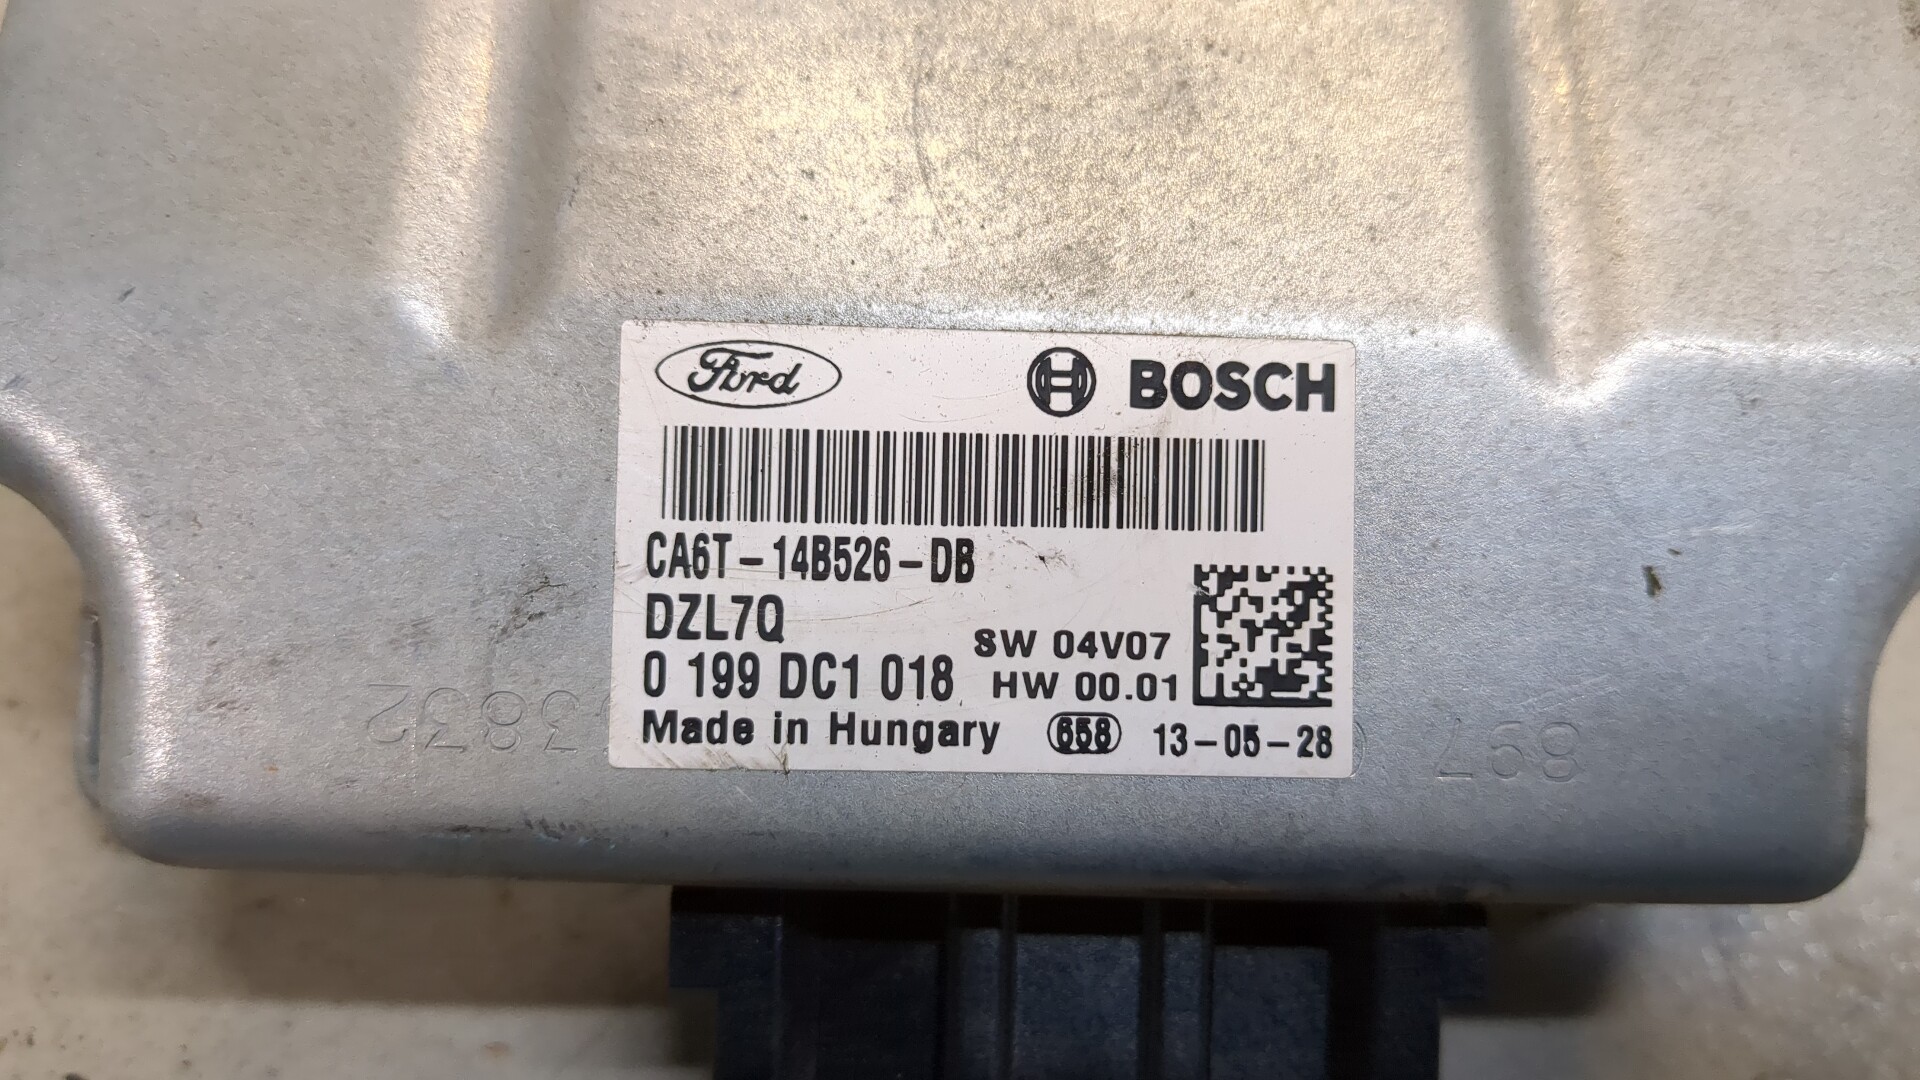 Ford BOSCH
CA6T-14B526-DB
DZL7Q
SW 04V07
0 199 DC1 018 HW 00.01
Made in Hungary 658 13-05-28